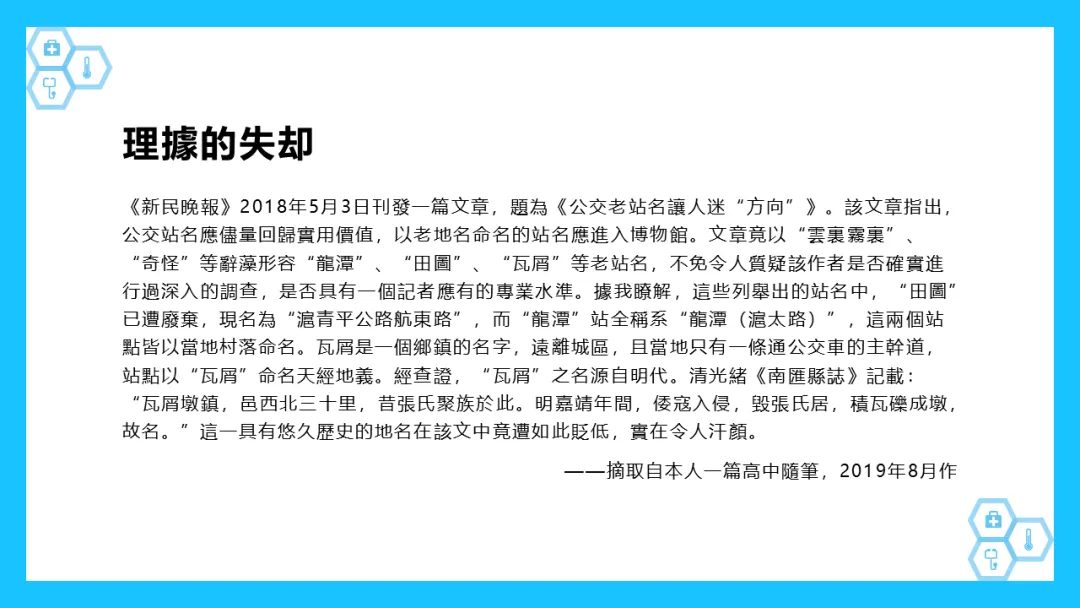 理據的失却
《新民晚報》2018年5月3日刊發一篇文章，題為《公交老站名讓人迷“方向”》。該文章指出，
公交站名應儘量回歸實用價值，以老地名命名的站名應進入博物館。文章竟以“雲裏霧裏”、
“奇怪”等辭藻形容“龍潭”、“田圖”、“瓦屑”等老站名，不免令人質疑該作者是否確實進
行過深入的調查，是否具有一個記者應有的專業水準。據我瞭解，這些列舉出的站名中，“田圖”
已遭廢棄，現名為“滬青平公路航東路”，而“龍潭”站全稱系“龍潭（滬太路）”，這兩個站
點皆以當地村落命名。瓦屑是一個鄉鎮的名字，遠離城區，且當地只有一條通公交車的主幹道，
站點以“瓦屑”命名天經地義。經查證，“瓦屑”之名源自明代。清光緒《南匯縣誌》記載：
“瓦屑墩鎮，邑西北三十里，昔張氏聚族於此。明嘉靖年間，倭寇入侵，毀張氏居，積瓦礫成墩，
故名。”這一具有悠久歷史的地名在該文中竟遭如此貶低，實在令人汗顏。
——摘取自本人一篇高中隨筆，2019年8月作